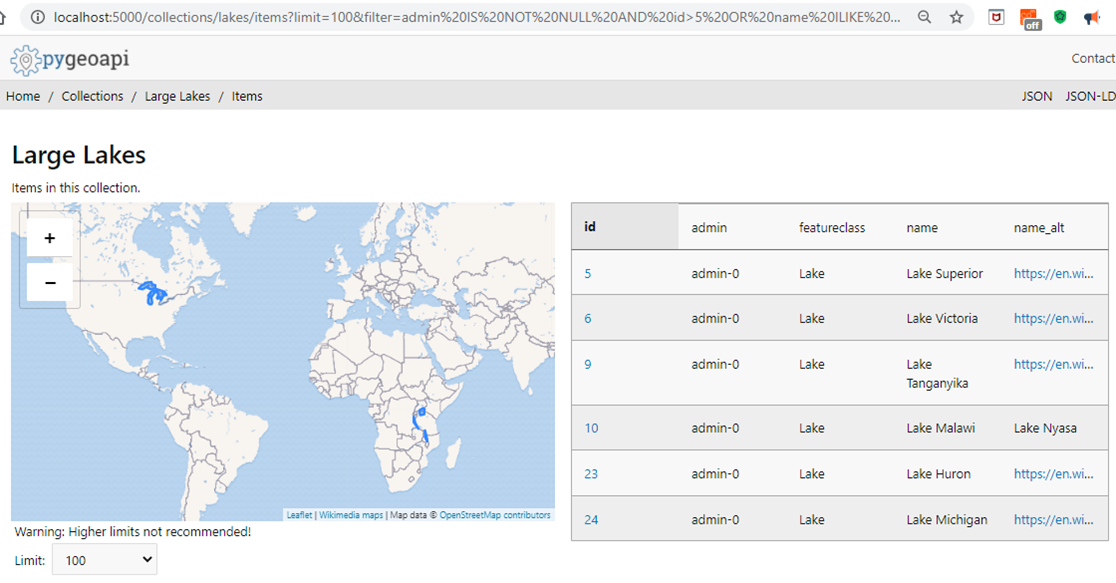 localhost:5000/collections/lakes/items?limit=100&filter=admin%20IS%20NOT%20NULL%20AND%20id>5%20OR%20name%20ILIKE%20...
off
pygeoapi
Contact
Home / Collections / Large Lakes / Items
JSON JSON-LD
Large Lakes
Items in this collection.
+
−
Leaflet | Wikimedia maps | Map data © OpenStreetMap contributors
Warning: Higher limits not recommended!
Limit: 100
id admin featureclass name name_alt
5 admin-0 Lake Lake Superior https://en.wi...
6 admin-0 Lake Lake Victoria https://en.wi...
9 admin-0 Lake Lake https://en.wi...
Tanganyika
10 admin-0 Lake Lake Malawi Lake Nyasa
23 admin-0 Lake Lake Huron https://en.wi...
24 admin-0 Lake Lake Michigan https://en.wi...